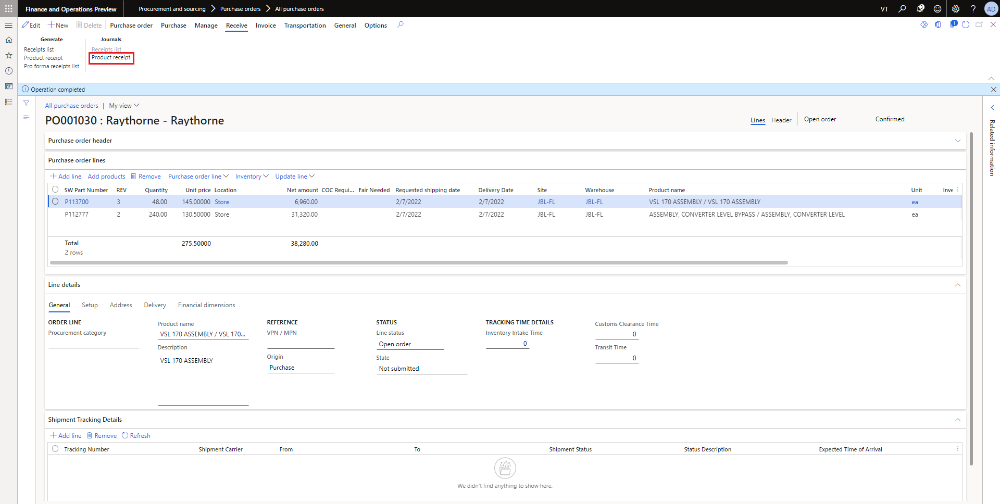 Finance and Operations Preview
Procurement and sourcing > Purchase orders > All purchase orders
VT
3
AD
Edit New Delete Purchase order Purchase Manage Receive Invoice Transportation General Options
1
Generate
Receipts list
Product receipt
Pro forma receipts list
Journals
Receipts list
Product receipt
Operation completed
All purchase orders | My view
PO001030 : Raythorne - Raythorne
Lines Header Open order Confirmed
Related information
Purchase order header
Purchase order lines
Add line Add products Remove Purchase order line Inventory Update line
SW Part Number REV Quantity Unit price Location Net amount COC Requi... Fair Needed Requested shipping date Delivery Date Site Warehouse Product name Unit Inve
P113700 3 48.00 145.00000 Store 6,960.00 2/7/2022 2/7/2022 JBL-FL JBL-FL VSL 170 ASSEMBLY / VSL 170 ASSEMBLY ea
P112777 2 240.00 130.50000 Store 31,320.00 2/7/2022 2/7/2022 JBL-FL JBL-FL ASSEMBLY, CONVERTER LEVEL BYPASS / ASSEMBLY, CONVERTER LEVEL ea
Total 275.50000 38,280.00
2 rows
Line details
General Setup Address Delivery Financial dimensions
ORDER LINE
Procurement category
Product name
VSL 170 ASSEMBLY / VSL 170...
Description
VSL 170 ASSEMBLY
REFERENCE
VPN / MPN
Origin
Purchase
STATUS
Line status
Open order
State
Not submitted
TRACKING TIME DETAILS
Inventory Intake Time
0
Customs Clearance Time
0
Transit Time
0
Shipment Tracking Details
Add line Remove Refresh
Tracking Number Shipment Carrier From To Shipment Status Status Description Expected Time of Arrival
We didn't find anything to show here.